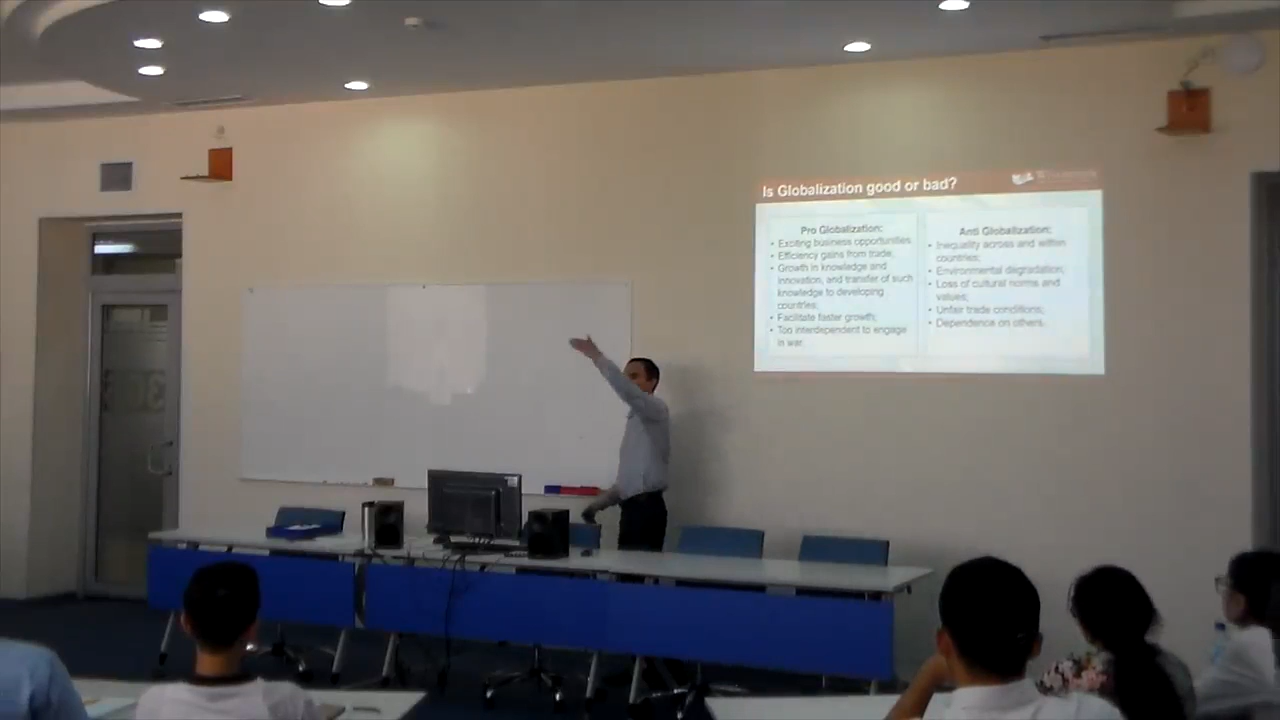 Is Globalization good or bad?
Pro Globalization:
• Exciting business opportunities
• Efficiency gains from trade;
• Growth in knowledge and
innovation, and transfer of such
knowledge to developing
countries;
• Facilitate faster growth;
• Too interdependent to engage
in war.
Anti Globalization:
• Inequality across and within
countries;
• Environmental degradation;
• Loss of cultural norms and
values;
• Unfair trade conditions;
• Dependence on others.